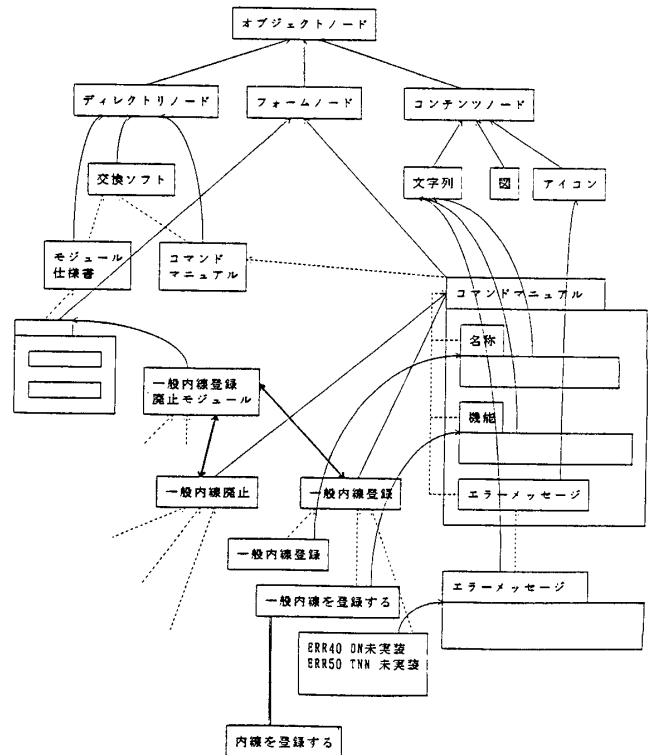 オブジェクトノード
ディレクトリノード
フォームノード
コンテンツノード
交換ソフト
文字列
図
アイコン
モジュール
仕様書
コマンド
マニュアル
コマンドマニュアル
名称
一般内線登録
廃止モジュール
機能
一般内線廃止
一般内線登録
エラーメッセージ
一般内線登録
エラーメッセージ
一般内線を登録する
ERR40 DN未実装
ERR50 TNN 未実装
内線を登録する